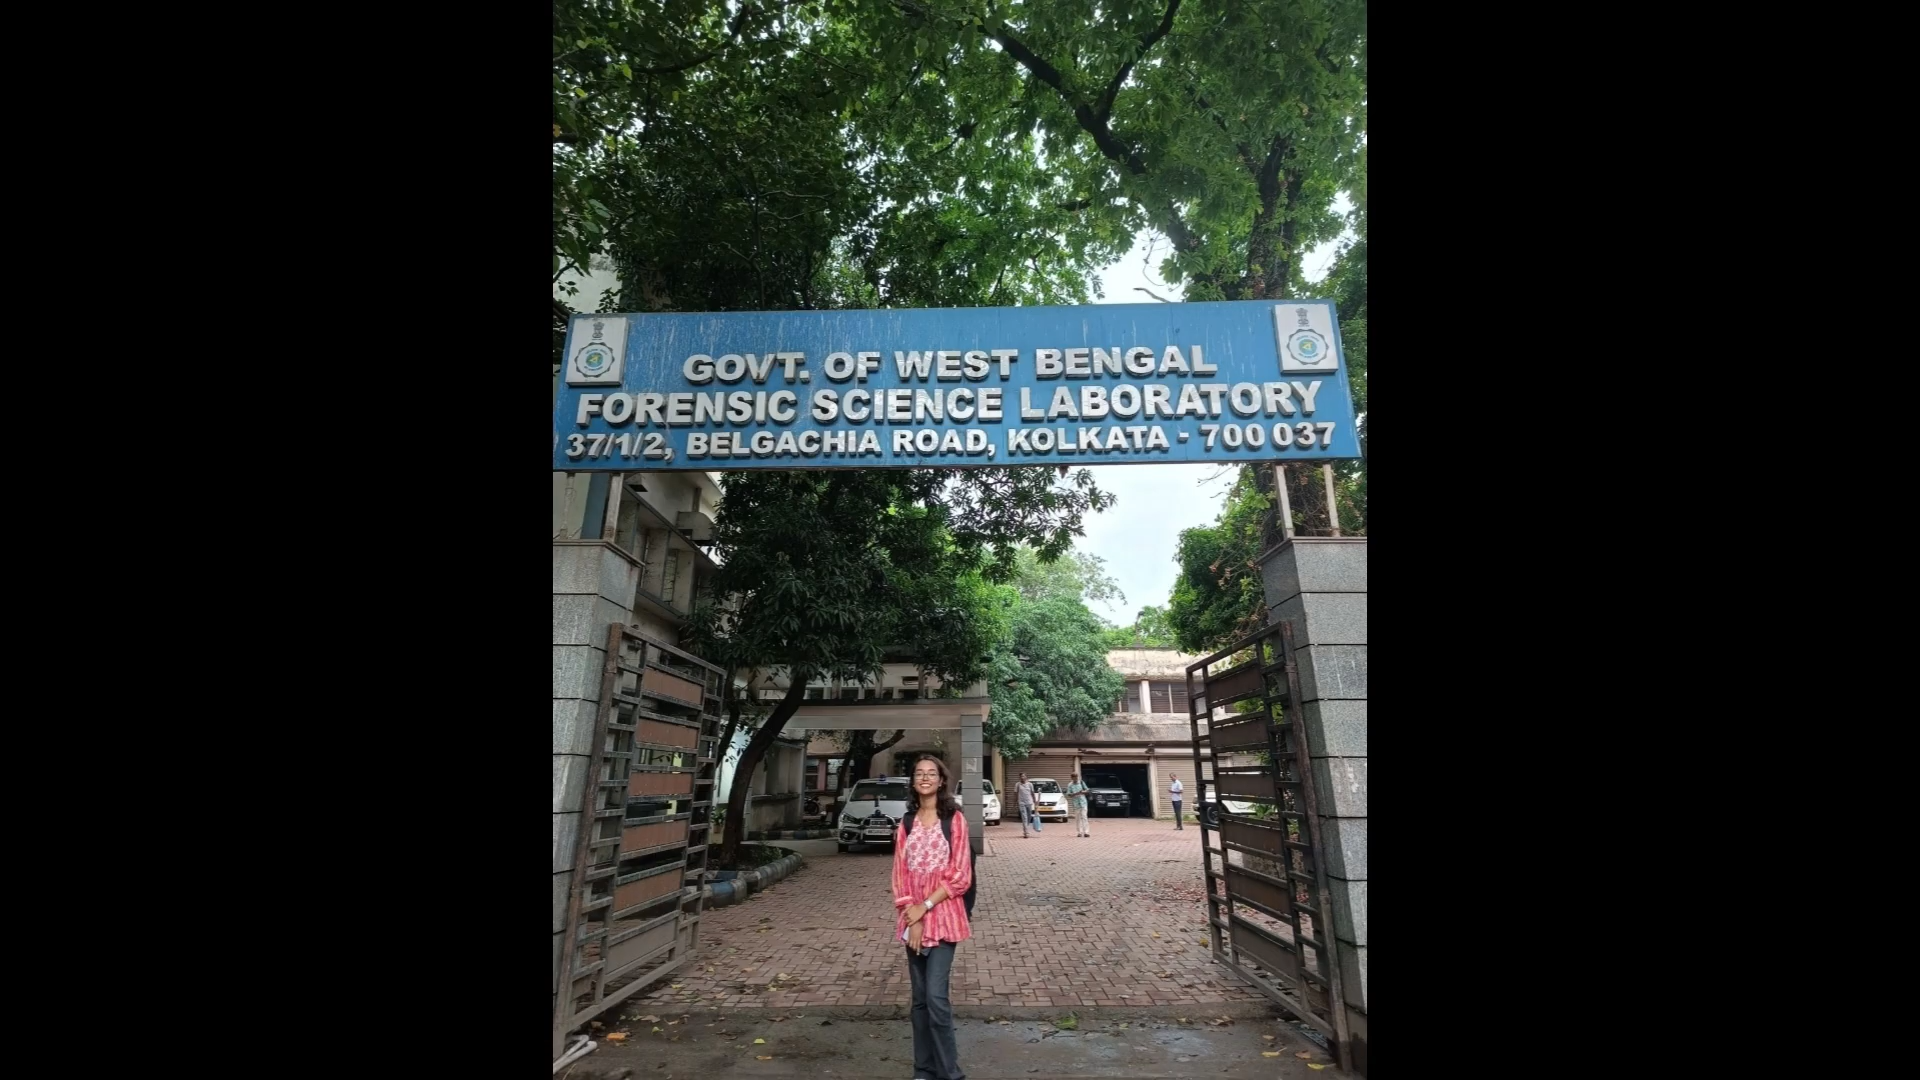 GOVT. OF WEST BENGAL
FORENSIC SCIENCE LABORATORY
37/1/2, BELGACHIA ROAD, KOLKATA - 700 037